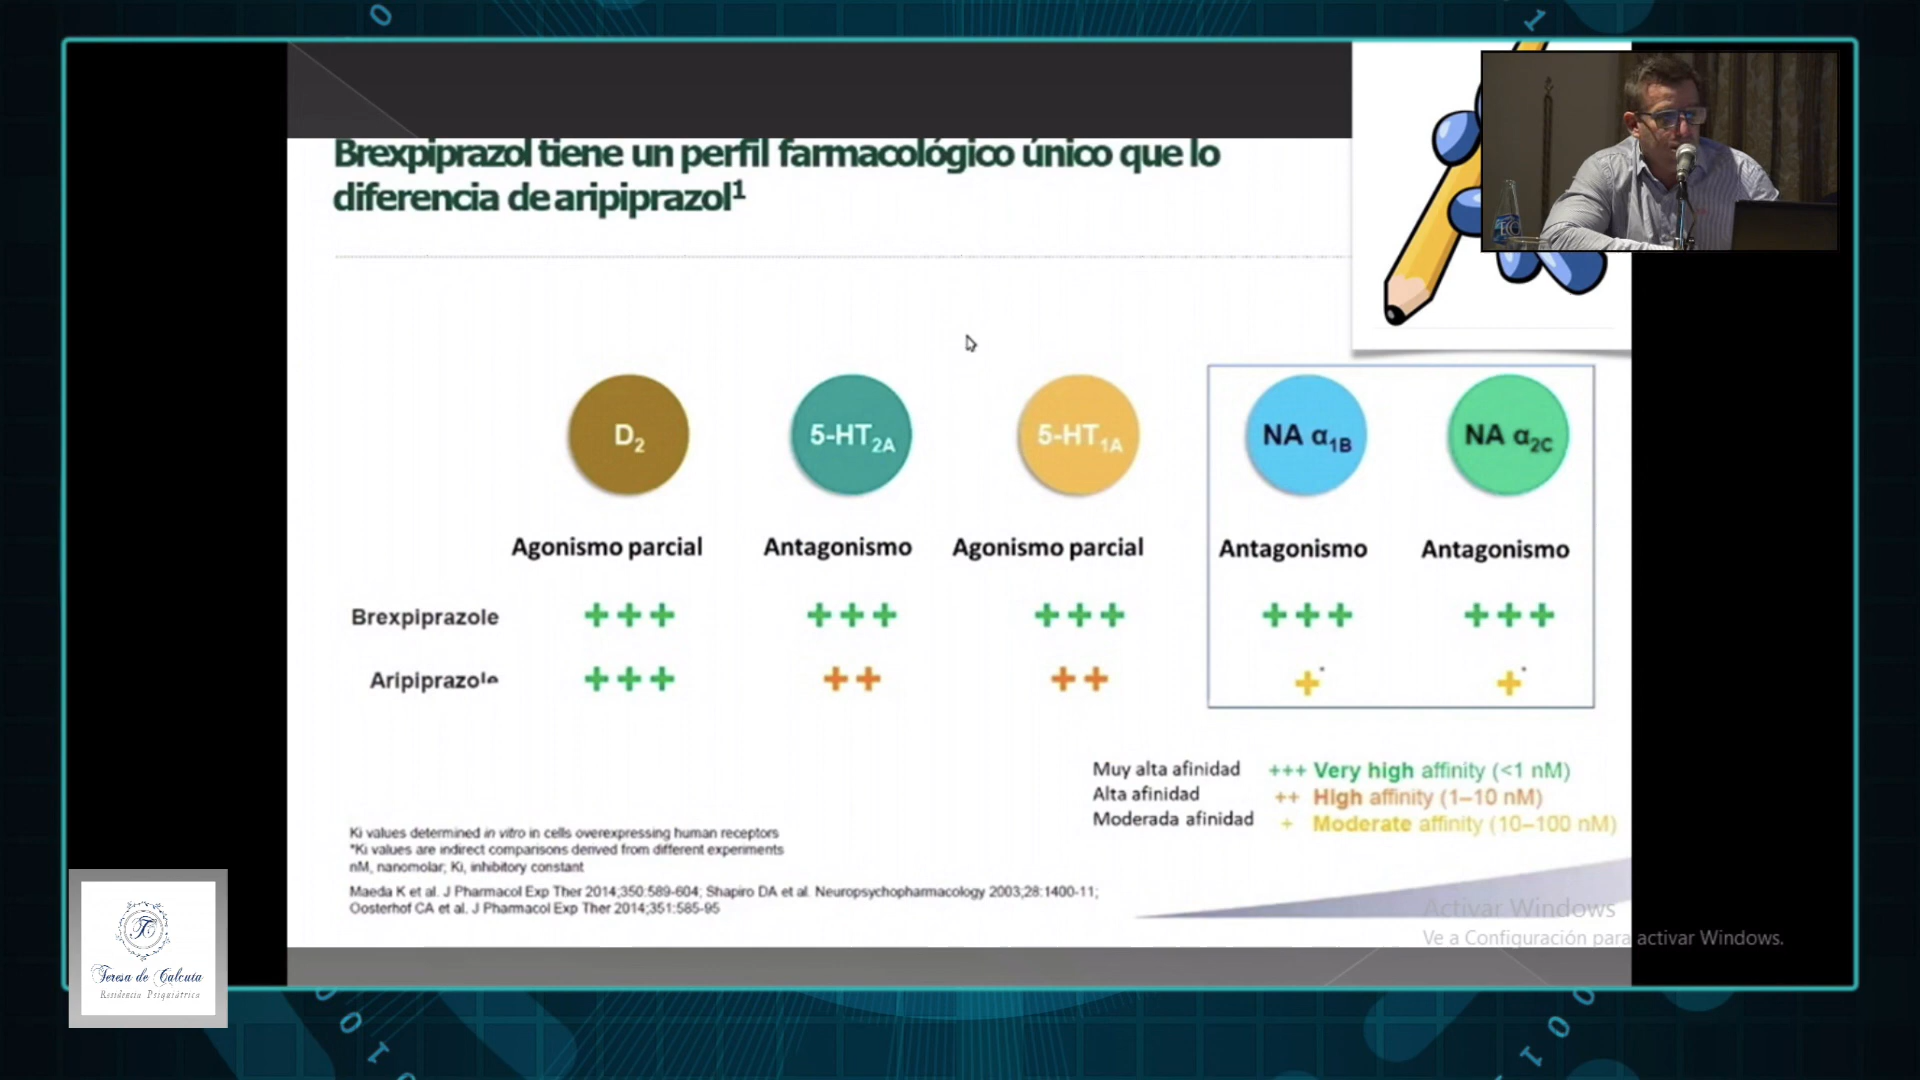 Brexpiprazol tiene un perfil farmacológico único que lo
diferencia de aripiprazol¹
D₂
5-HT₂A
5-HT₁A
NA α₁B
NA α₂C
Agonismo parcial
Antagonismo
Agonismo parcial
Antagonismo
Antagonismo
Brexpiprazole
+++
+++
+++
+++
+++
Aripiprazole
+++
++
++
+*
+*
Muy alta afinidad +++ Very high affinity (<1 nM)
Alta afinidad ++ High affinity (1–10 nM)
Moderada afinidad + Moderate affinity (10–100 nM)
Ki values determined in vitro in cells overexpressing human receptors
*Ki values are indirect comparisons derived from different experiments
nM, nanomolar; Ki, inhibitory constant
Maeda K et al. J Pharmacol Exp Ther 2014;350:589-604; Shapiro DA et al. Neuropsychopharmacology 2003;28:1400-11;
Oosterhof CA et al. J Pharmacol Exp Ther 2014;351:585-95
Activar Windows
Ve a Configuración para activar Windows.
Teresa de Calcuta
Residencia Psiquiátrica